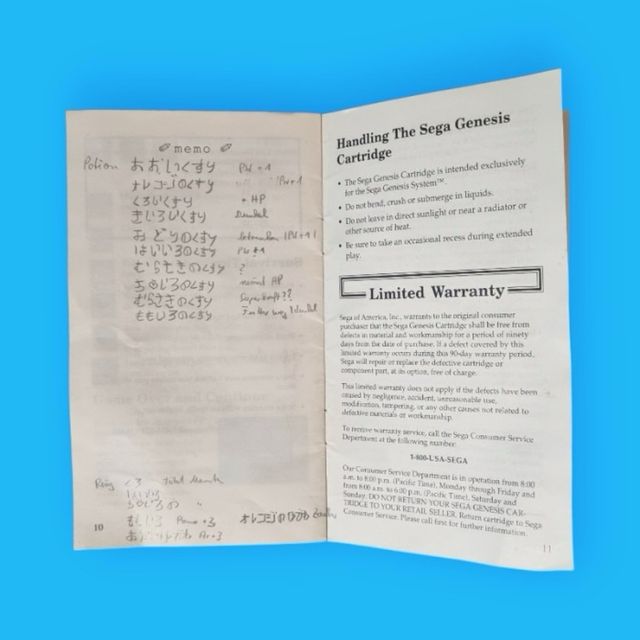 memo
Potion おおいくすり
オレコジのくすり
くろいくすり + HP
きいろいくすり
おどりのくすり
はいいろのくすり
むらさきのくすり ?
ちゃいろのくすり HP
むらさきのくすり ??
ももいろのくすり
Ring
+3
+3
10
Handling The Sega Genesis
Cartridge
• The Sega Genesis Cartridge is intended exclusively
for the Sega Genesis System™.
• Do not bend, crush or submerge in liquids.
• Do not leave in direct sunlight or near a radiator or
other source of heat.
• Be sure to take an occasional recess during extended
play.
Limited Warranty
Sega of America, Inc., warrants to the original consumer
purchaser that the Sega Genesis Cartridge shall be free from
defects in material and workmanship for a period of ninety
days from the date of purchase. If a defect covered by this
limited warranty occurs during this 90-day warranty period,
Sega will repair or replace the defective cartridge or
component part, at its option, free of charge.
This limited warranty does not apply if the defects have been
caused by negligence, accident, unreasonable use,
modification, tampering, or any other causes not related to
defective materials or workmanship.
To receive warranty service, call the Sega Consumer Service
Department at the following number:
1-800-USA-SEGA
Our Consumer Service Department is in operation from 8:00
a.m. to 8:00 p.m. (Pacific Time), Monday through Friday and
from 8:00 a.m. to 6:00 p.m. (Pacific Time), Saturday and
Sunday. DO NOT RETURN YOUR SEGA GENESIS CAR-
TRIDGE TO YOUR RETAIL SELLER. Return cartridge to Sega
Consumer Service. Please call first for further information.
11